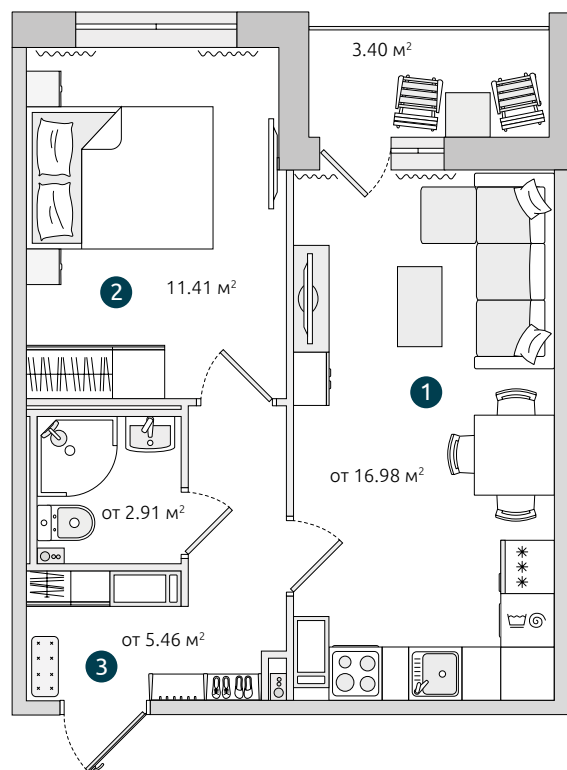 3.40 м²
2
11.41 м²
1
от 16.98 м²
от 2.91 м²
от 5.46 м²
3